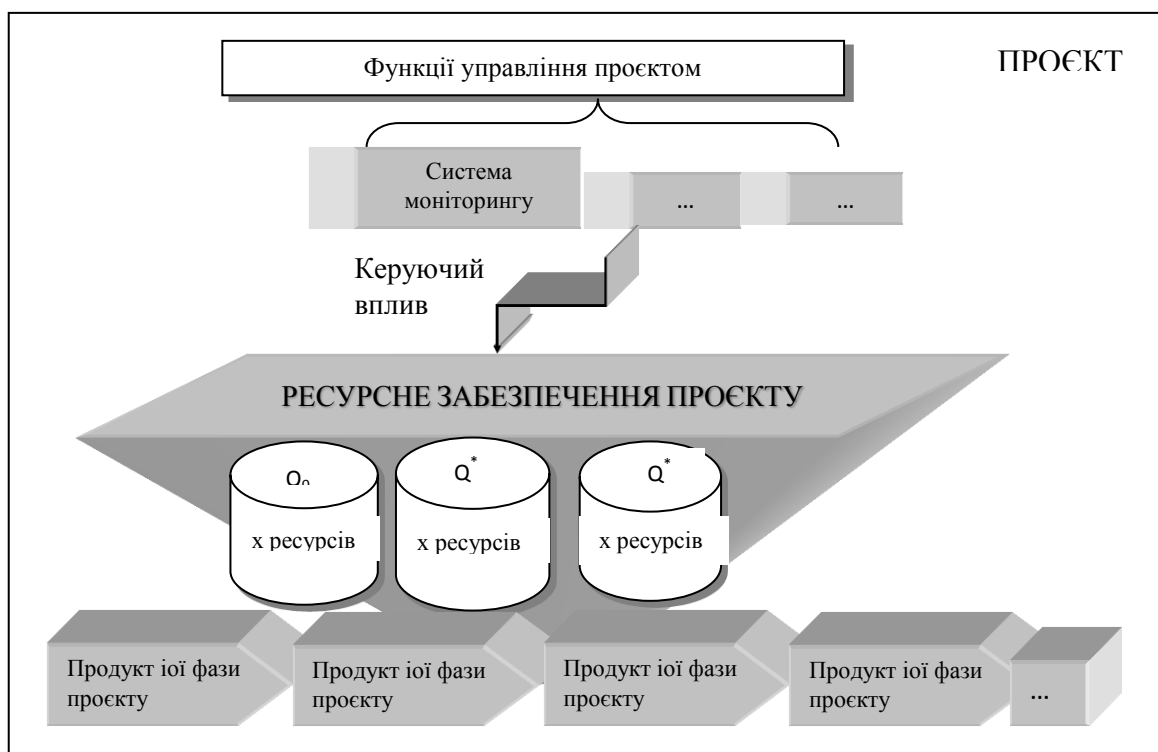 ПРОЄКТ
Функції управління проєктом
Система
моніторингу
...
...
Керуючий
вплив
РЕСУРСНЕ ЗАБЕЗПЕЧЕННЯ ПРОЄКТУ
Q₀
Q*
Q*
х ресурсів
х ресурсів
х ресурсів
Продукт іої фази
проєкту
Продукт іої фази
проєкту
Продукт іої фази
проєкту
Продукт іої фази
проєкту
...